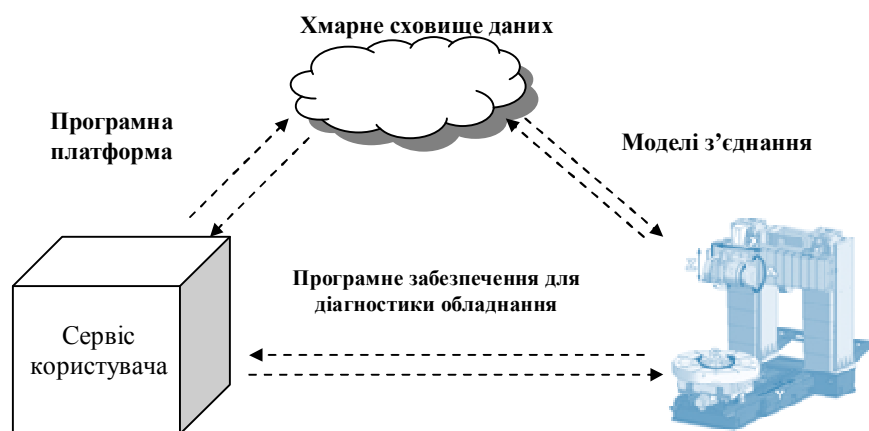 Хмарне сховище даних
Програмна
платформа
Моделі з’єднання
Програмне забезпечення для
діагностики обладнання
Сервіс
користувача